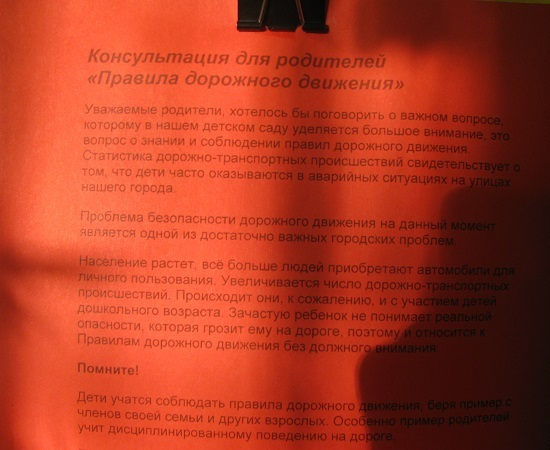 Консультация для родителей
«Правила дорожного движения»
Уважаемые родители, хотелось бы поговорить о важном вопросе,
которому в нашем детском саду уделяется большое внимание, это
вопрос о знании и соблюдении правил дорожного движения.
Статистика дорожно-транспортных происшествий свидетельствует о
том, что дети часто оказываются в аварийных ситуациях на улицах
нашего города.
Проблема безопасности дорожного движения на данный момент
является одной из достаточно важных городских проблем.
Население растет, всё больше людей приобретают автомобили для
личного пользования. Увеличивается число дорожно-транспортных
происшествий. Происходит они, к сожалению, и с участием детей
дошкольного возраста. Зачастую ребенок не понимает реальной
опасности, которая грозит ему на дороге, поэтому и относится к
Правилам дорожного движения без должного внимания.
Помните!
Дети учатся соблюдать правила дорожного движения, беря пример с
членов своей семьи и других взрослых. Особенно пример родителей
учит дисциплинированному поведению на дороге.